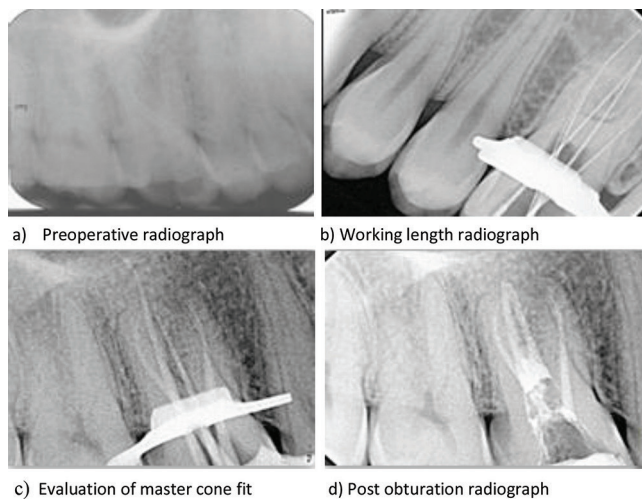 a) Preoperative radiograph
b) Working length radiograph
c) Evaluation of master cone fit
d) Post obturation radiograph